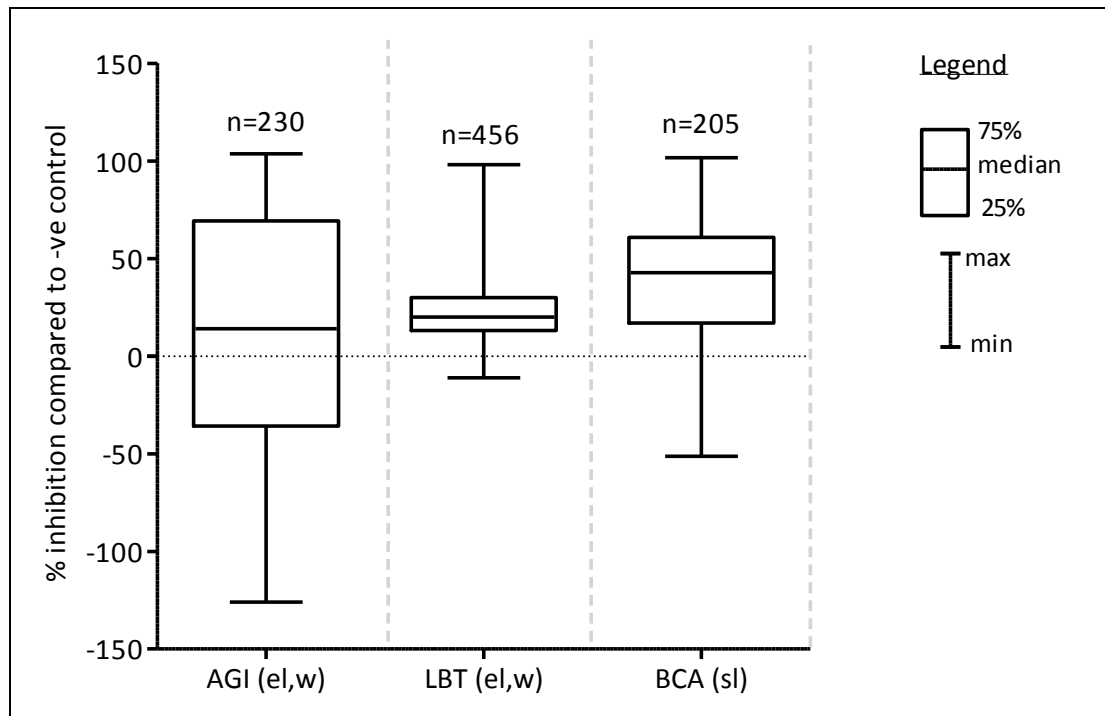 % inhibition compared to -ve control
150
100
50
0
-50
-100
-150
n=230
n=456
n=205
AGI (el,w)
LBT (el,w)
BCA (sl)
Legend
75%
median
25%
max
min